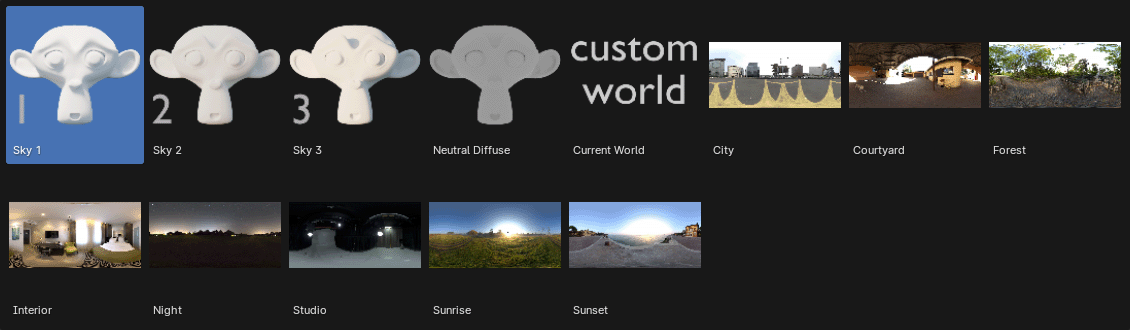 1
2
3
custom
world
Sky 1
Sky 2
Sky 3
Neutral Diffuse
Current World
City
Courtyard
Forest
Interior
Night
Studio
Sunrise
Sunset